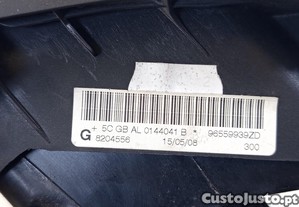 + 5C GB AL 0144041 B * 96559939ZD
G 8204556 15/05/08 300
CustoJusto.pt